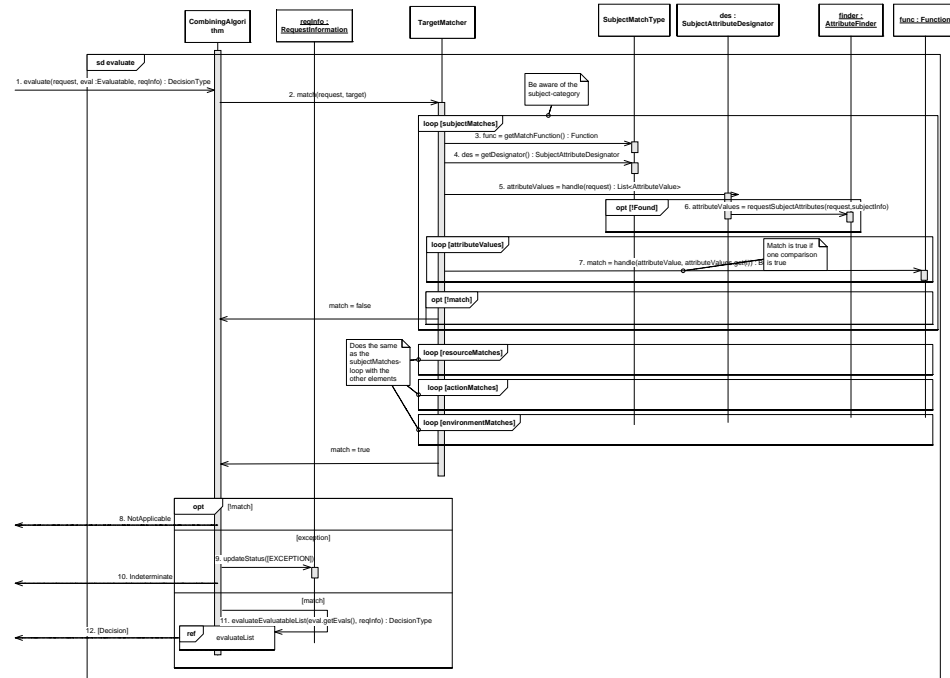 CombiningAlgori
thm
reqInfo :
RequestInformation
TargetMatcher
SubjectMatchType
des :
SubjectAttributeDesignator
finder :
AttributeFinder
func : Function
sd evaluate
1. evaluate(request, eval :Evaluatable, reqInfo) : DecisionType
2. match(request, target)
Be aware of the
subject-category
loop [subjectMatches]
3. func = getMatchFunction() : Function
4. des = getDesignator() : SubjectAttributeDesignator
5. attributeValues = handle(request) : List<AttributeValue>
opt [!Found]
6. attributeValues = requestSubjectAttributes(request,subjectInfo)
loop [attributeValues]
Match is true if
one comparison
is true
7. match = handle(attributeValue, attributeValues.get(i)) : B
opt [!match]
match = false
Does the same
as the
subjectMatches-
loop with the
other elements
loop [resourceMatches]
loop [actionMatches]
loop [environmentMatches]
match = true
opt
[!match]
8. NotApplicable
[exception]
9. updateStatus([EXCEPTION])
10. Indeterminate
[match]
11. evaluateEvaluatableList(eval.getEvals(), reqInfo) : DecisionType
12. [Decision]
ref
evaluateList